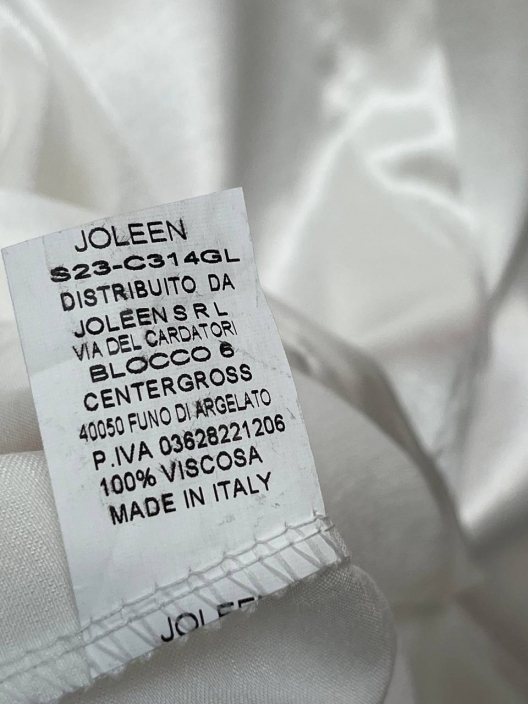 JOLEEN
S23-C314GL
DISTRIBUITO DA
JOLEEN S R L
VIA DEL CARDATORI
BLOCCO 6
CENTERGROSS
40050 FUNO DI ARGELATO
P.IVA 03628221206
100% VISCOSA
MADE IN ITALY
JOLEE